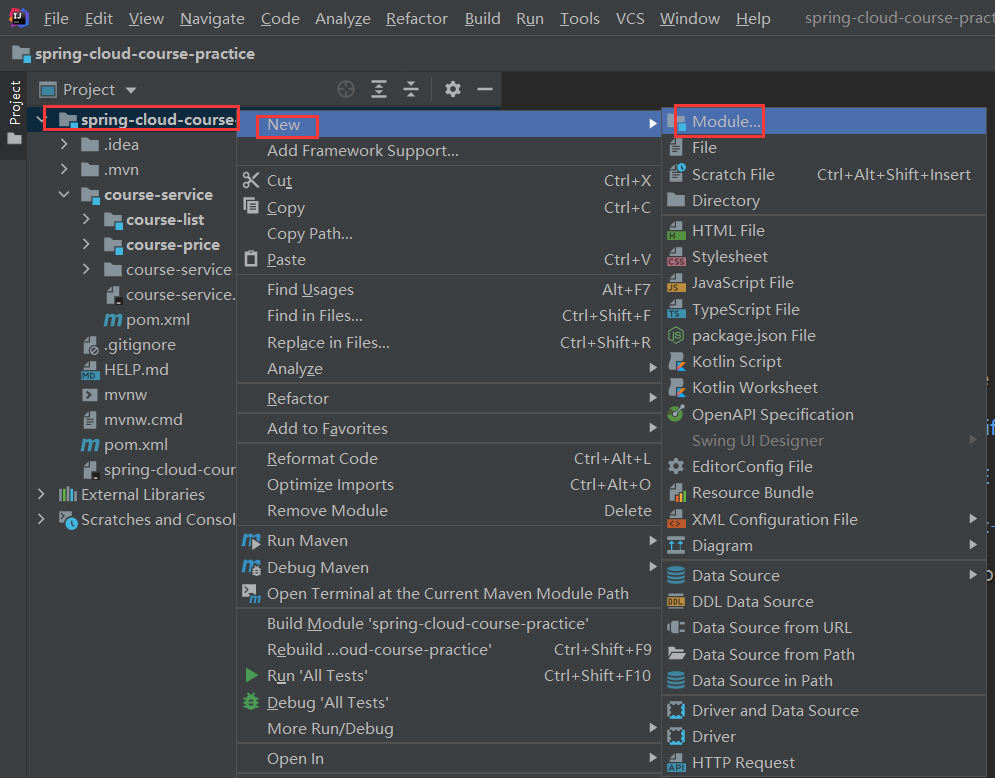 File Edit View Navigate Code Analyze Refactor Build Run Tools VCS Window Help spring-cloud-course-pract
spring-cloud-course-practice
Project
Project
spring-cloud-course-
.idea
.mvn
course-service
course-list
course-price
course-service
course-service.
pom.xml
.gitignore
HELP.md
mvnw
mvnw.cmd
pom.xml
spring-cloud-cour
External Libraries
Scratches and Consol
New
Add Framework Support...
Cut Ctrl+X
Copy Ctrl+C
Copy Path...
Paste Ctrl+V
Find Usages Alt+F7
Find in Files... Ctrl+Shift+F
Replace in Files... Ctrl+Shift+R
Analyze
Refactor
Add to Favorites
Reformat Code Ctrl+Alt+L
Optimize Imports Ctrl+Alt+O
Remove Module Delete
Run Maven
Debug Maven
Open Terminal at the Current Maven Module Path
Build Module 'spring-cloud-course-practice'
Rebuild ...oud-course-practice' Ctrl+Shift+F9
Run 'All Tests' Ctrl+Shift+F10
Debug 'All Tests'
More Run/Debug
Open In
Module...
File
Scratch File Ctrl+Alt+Shift+Insert
Directory
HTML File
Stylesheet
JavaScript File
TypeScript File
package.json File
Kotlin Script
Kotlin Worksheet
OpenAPI Specification
Swing UI Designer
EditorConfig File
Resource Bundle
XML Configuration File
Diagram
Data Source
DDL Data Source
Data Source from URL
Data Source from Path
Data Source in Path
Driver and Data Source
Driver
HTTP Request